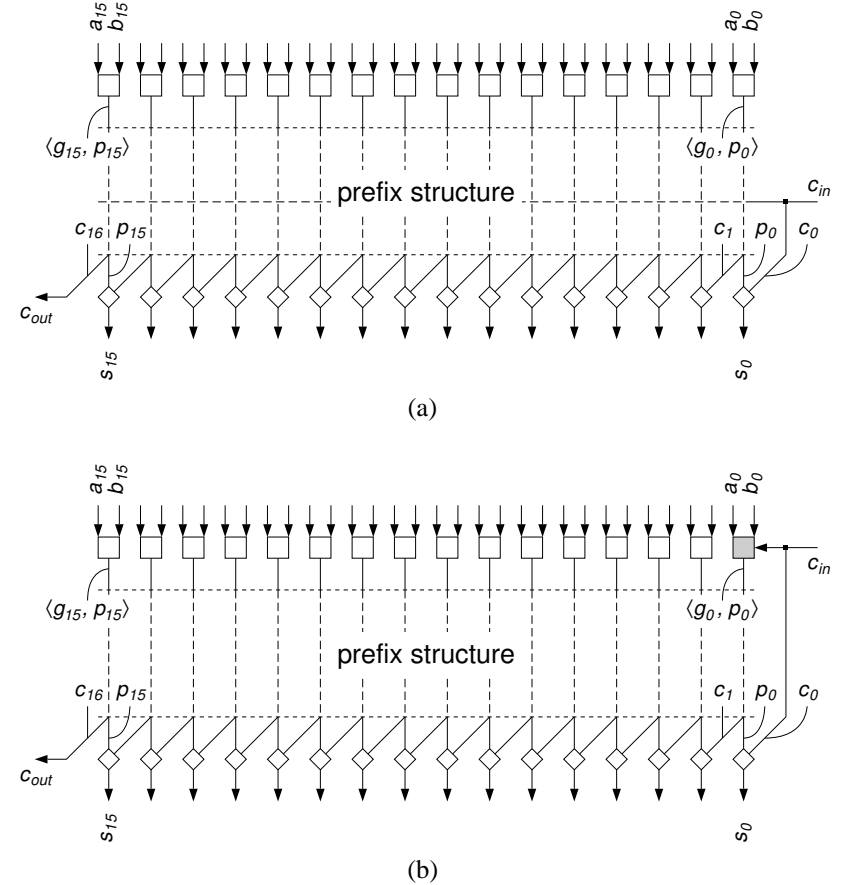 a15 b15 a0 b0
⟨g15, p15⟩ ⟨g0, p0⟩
prefix structure
cin
c16 p15 c1 p0 c0
cout
s15 s0
(a)
a15 b15 a0 b0
cin
⟨g15, p15⟩ ⟨g0, p0⟩
prefix structure
c16 p15 c1 p0 c0
cout
s15 s0
(b)